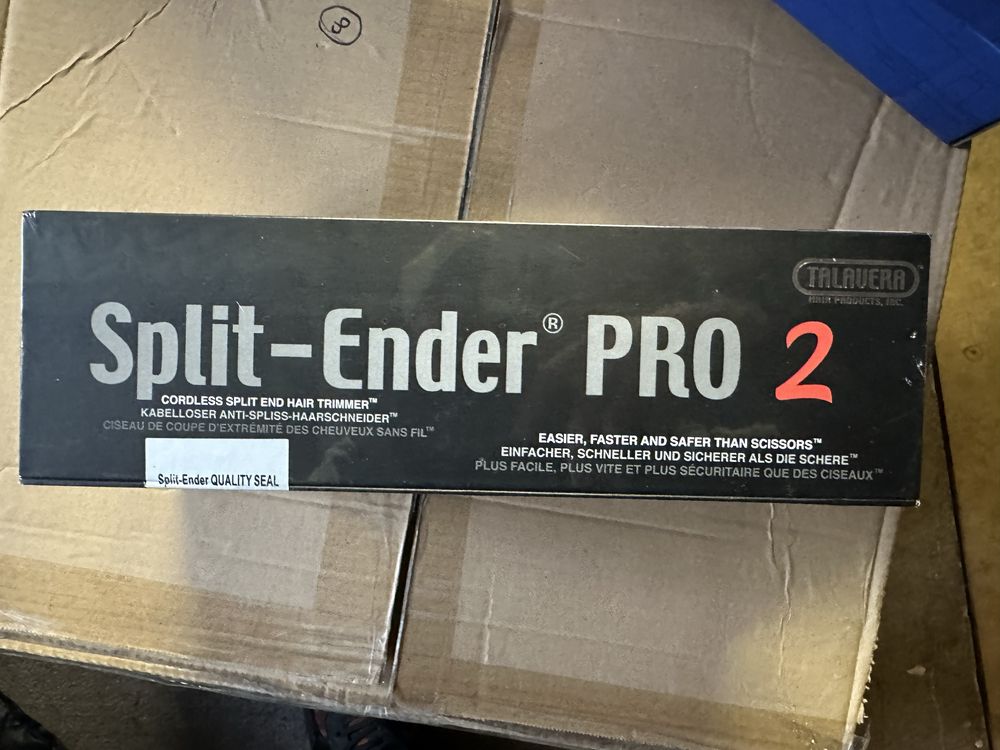 8
TALAVERA™
HAIR PRODUCTS, INC.
Split-Ender® PRO 2
CORDLESS SPLIT END HAIR TRIMMER™
KABELLOSER ANTI-SPLISS-HAARSCHNEIDER™
CISEAU DE COUPE D'EXTRÉMITÉ DES CHEUVEUX SANS FIL™
EASIER, FASTER AND SAFER THAN SCISSORS™
EINFACHER, SCHNELLER UND SICHERER ALS DIE SCHERE™
PLUS FACILE, PLUS VITE ET PLUS SÉCURITAIRE QUE DES CISEAUX™
Split-Ender QUALITY SEAL